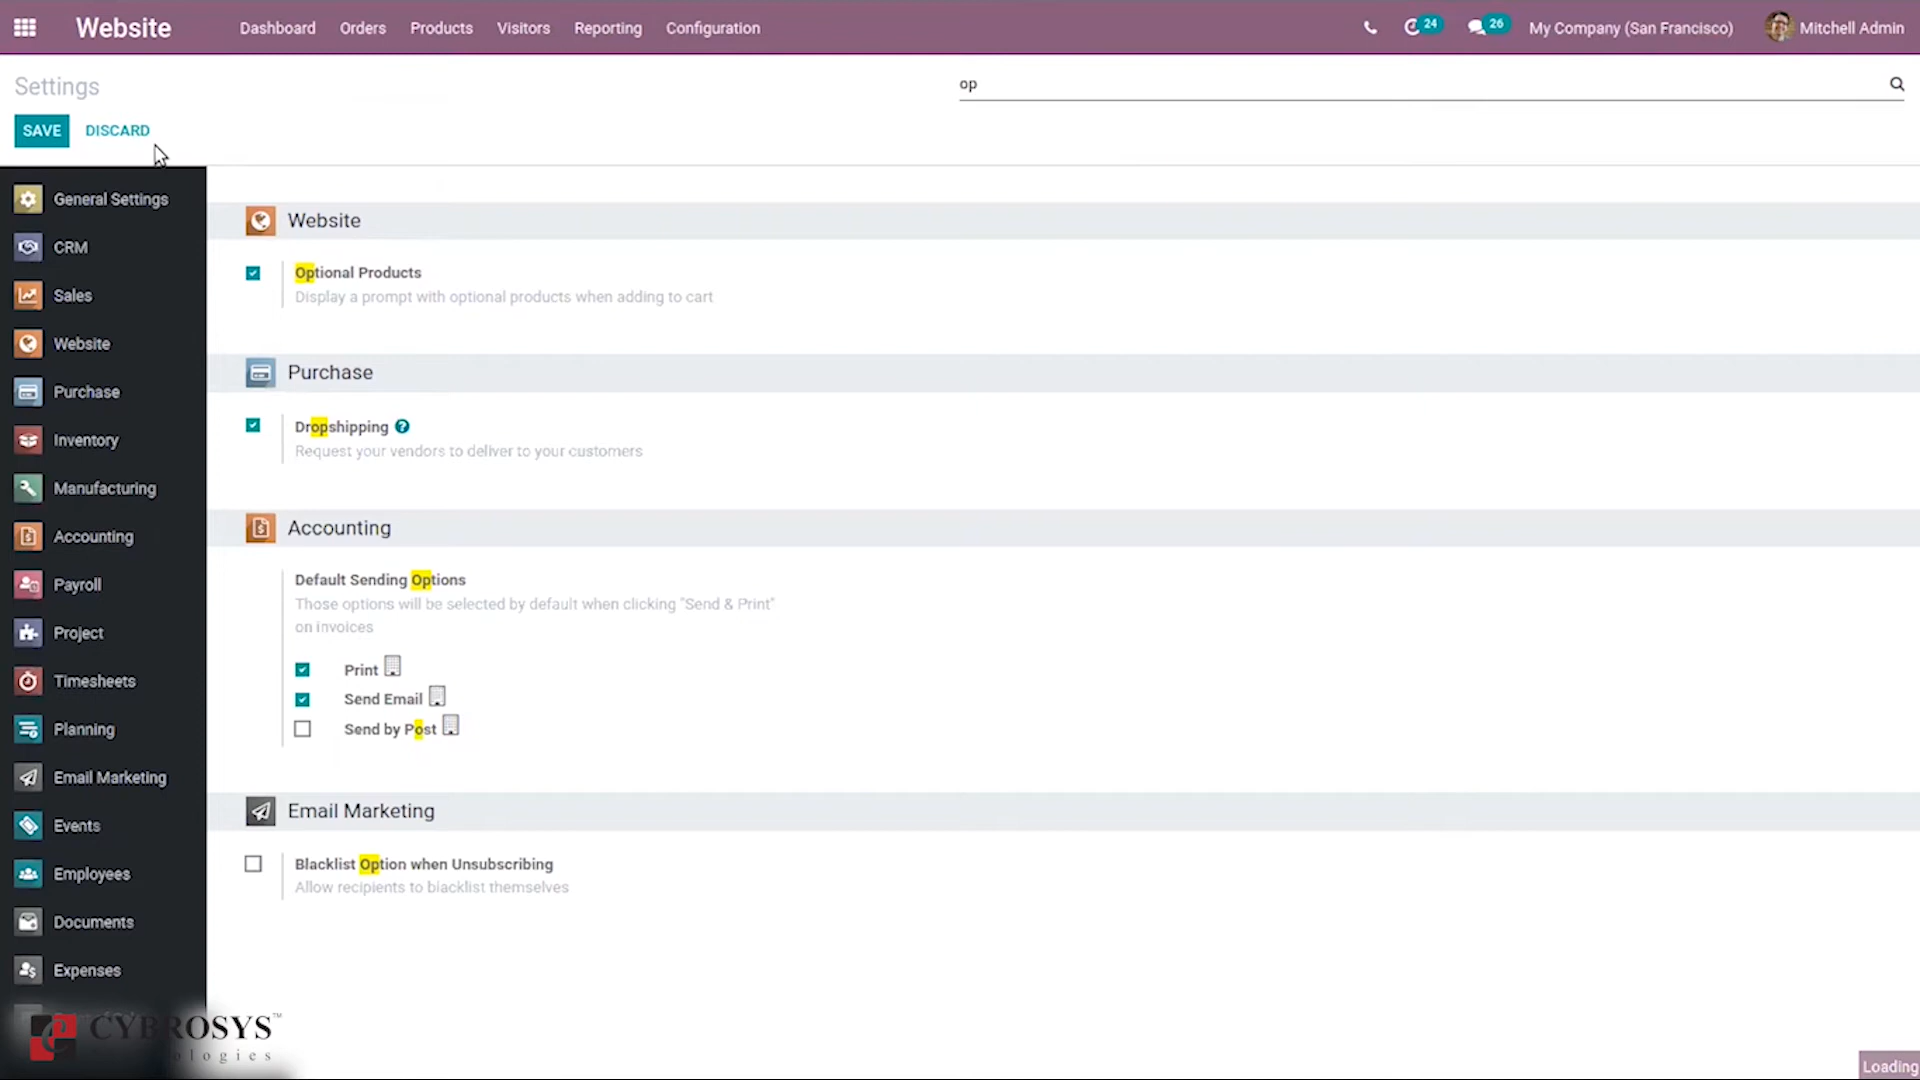 Website Dashboard Orders Products Visitors Reporting Configuration 24 26 My Company (San Francisco) Mitchell Admin
Settings op
SAVE DISCARD
General Settings
CRM
Sales
Website
Purchase
Inventory
Manufacturing
Accounting
Payroll
Project
Timesheets
Planning
Email Marketing
Events
Employees
Documents
Expenses
Website
Optional Products
Display a prompt with optional products when adding to cart
Purchase
Dropshipping ?
Request your vendors to deliver to your customers
Accounting
Default Sending Options
Those options will be selected by default when clicking "Send & Print"
on invoices
Print
Send Email
Send by Post
Email Marketing
Blacklist Option when Unsubscribing
Allow recipients to blacklist themselves
CYBROSYS™
Loading